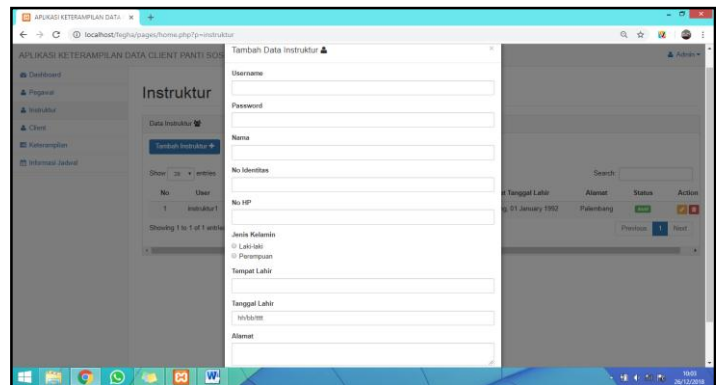 APLIKASI KETERAMPILAN DATA
localhost/fegha/pages/home.php?p=instruktur
APLIKASI KETERAMPILAN DATA CLIENT PANTI SOS
Admin
Dashboard
Pegawai
Instruktur
Client
Keterampilan
Informasi Jadwal
Instruktur
Data Instruktur
Tambah Instruktur
Show entries
Search:
No User t Tanggal Lahir Alamat Status Action
1 instruktur1 g, 01 January 1992 Palembang
Showing 1 to 1 of 1 entries
Previous 1 Next
Tambah Data Instruktur
Username
Password
Nama
No Identitas
No HP
Jenis Kelamin
Laki-laki
Perempuan
Tempat Lahir
Tanggal Lahir
hh/bb/tttt
Alamat
10:03
26/12/2018